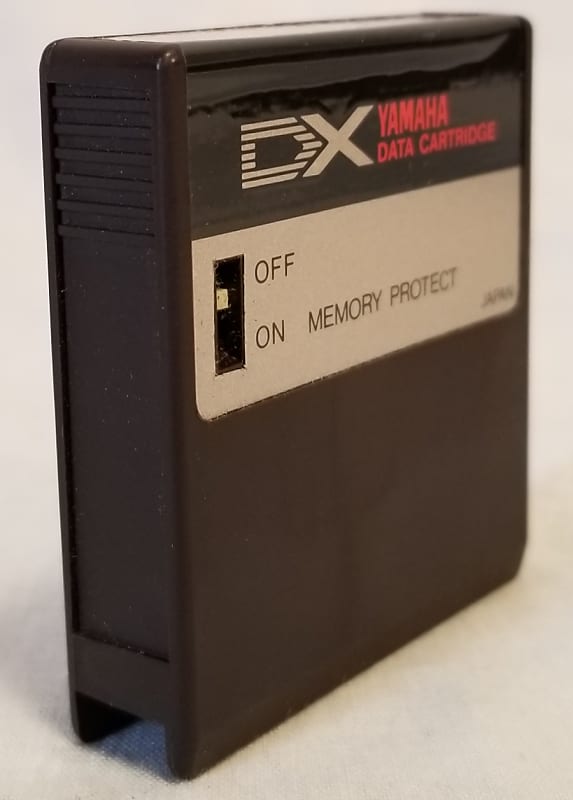 DX YAMAHA
DATA CARTRIDGE
OFF
ON MEMORY PROTECT
JAPAN